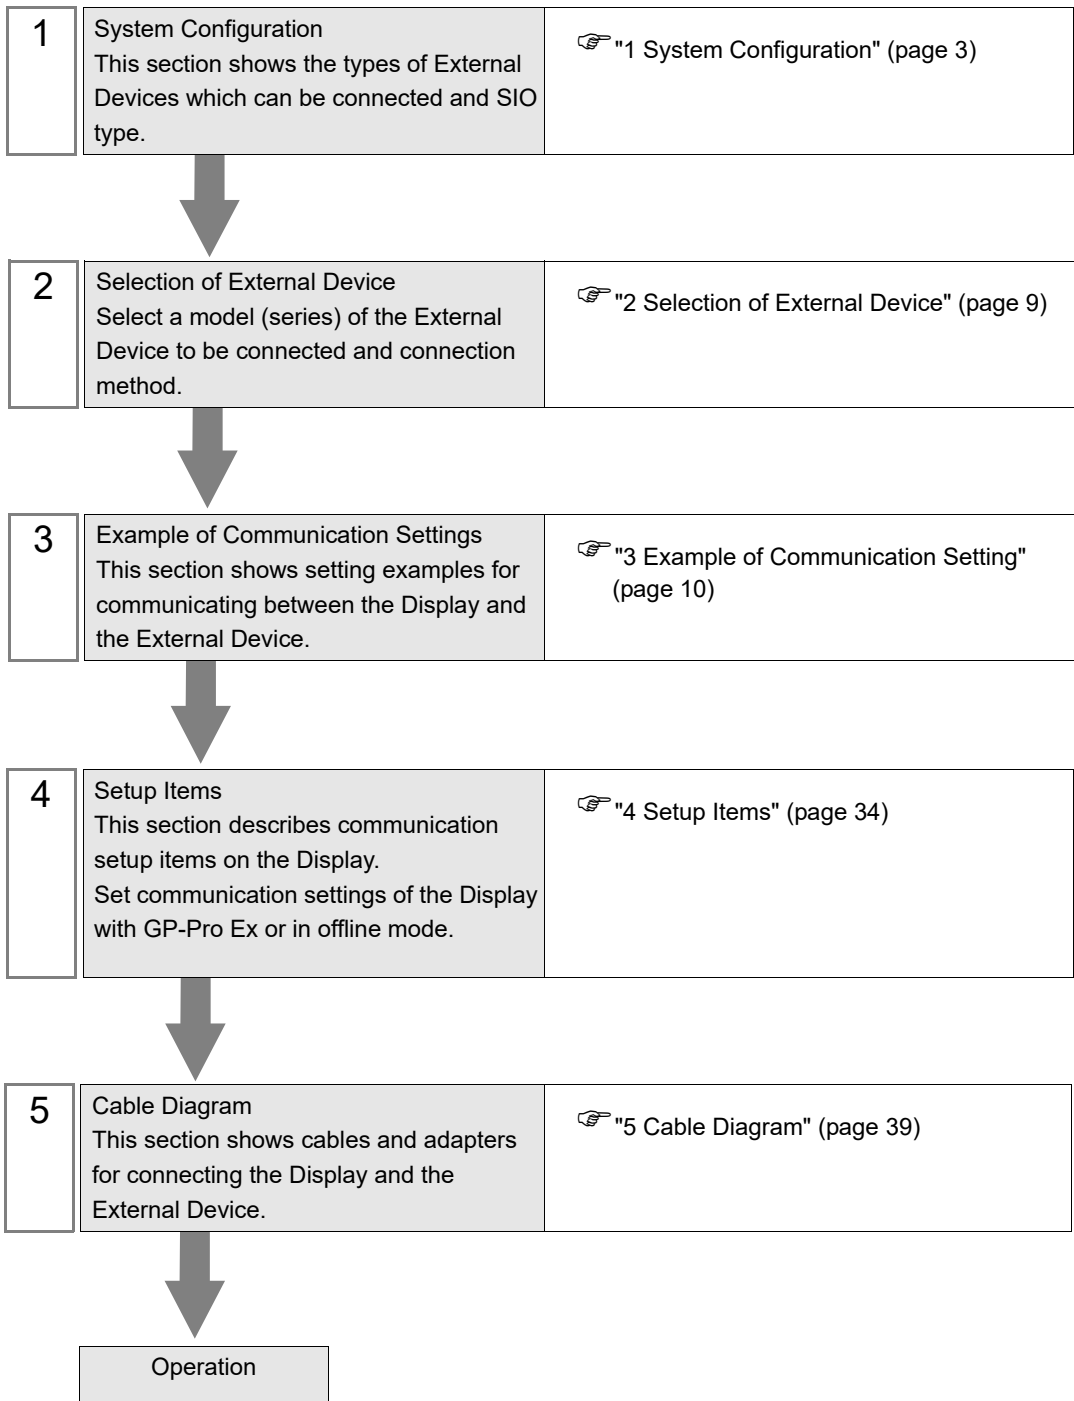 1
System Configuration
This section shows the types of External
Devices which can be connected and SIO
type.
"1 System Configuration" (page 3)
2
Selection of External Device
Select a model (series) of the External
Device to be connected and connection
method.
"2 Selection of External Device" (page 9)
3
Example of Communication Settings
This section shows setting examples for
communicating between the Display and
the External Device.
"3 Example of Communication Setting"
(page 10)
4
Setup Items
This section describes communication
setup items on the Display.
Set communication settings of the Display
with GP-Pro Ex or in offline mode.
"4 Setup Items" (page 34)
5
Cable Diagram
This section shows cables and adapters
for connecting the Display and the
External Device.
"5 Cable Diagram" (page 39)
Operation